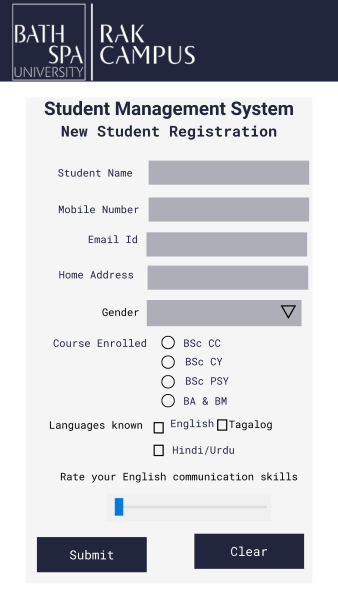 BATH
SPA
UNIVERSITY
RAK
CAMPUS
Student Management System
New Student Registration
Student Name
Mobile Number
Email Id
Home Address
Gender
Course Enrolled
BSc CC
BSc CY
BSc PSY
BA & BM
Languages known
English
Tagalog
Hindi/Urdu
Rate your English communication skills
Submit
Clear